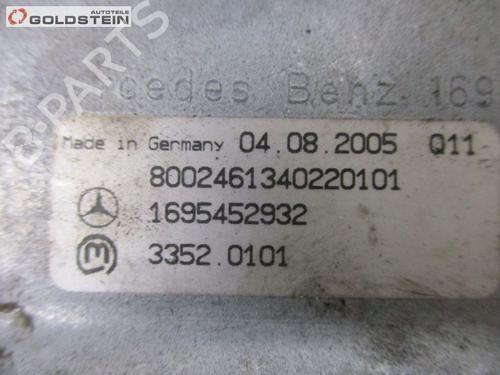 Autoteile
GOLDSTEIN
B-PARTS
cedes Benz 169
Made in Germany 04.08.2005 Q11
8002461340220101
1695452932
3352.0101